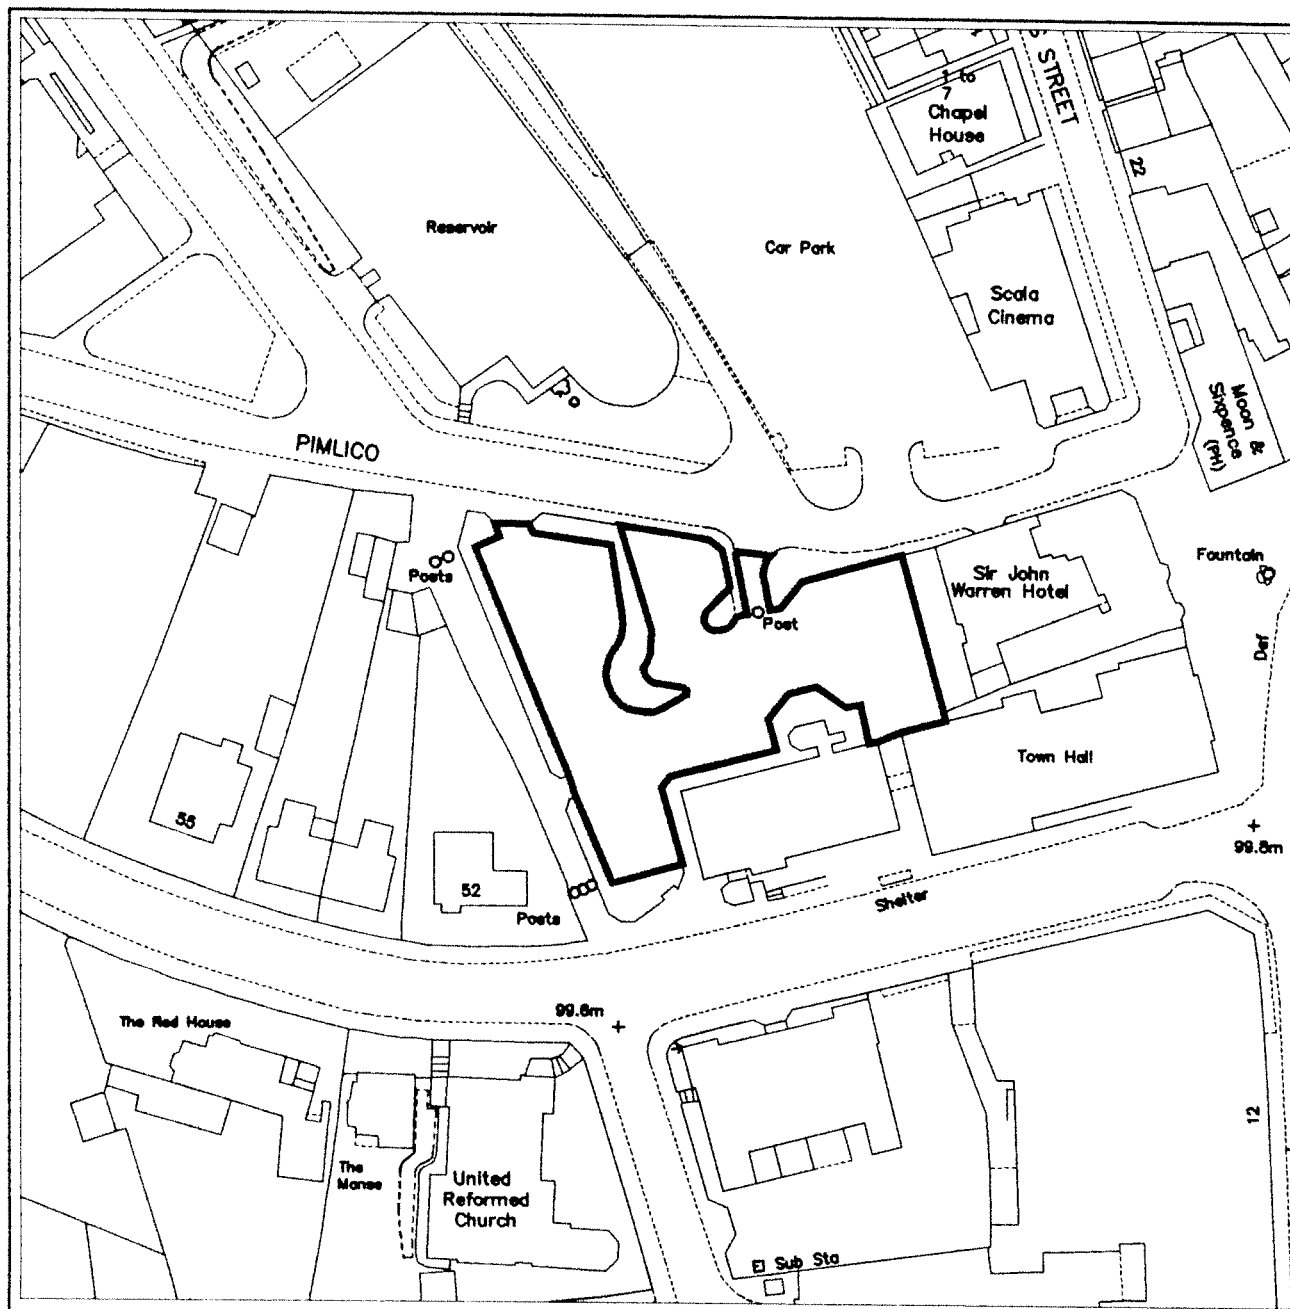 S STREET
1 to
7
Chapel
House
22
Reservoir
Car Park
Scala
Cinema
Moon &
Sixpence
(PH)
PIMLICO
Posts
Post
Sir John
Warren Hotel
Fountain
Def
Town Hall
55
52
99.8m
Shelter
Posts
99.6m
The Red House
The
Manse
United
Reformed
Church
12
El Sub Sta